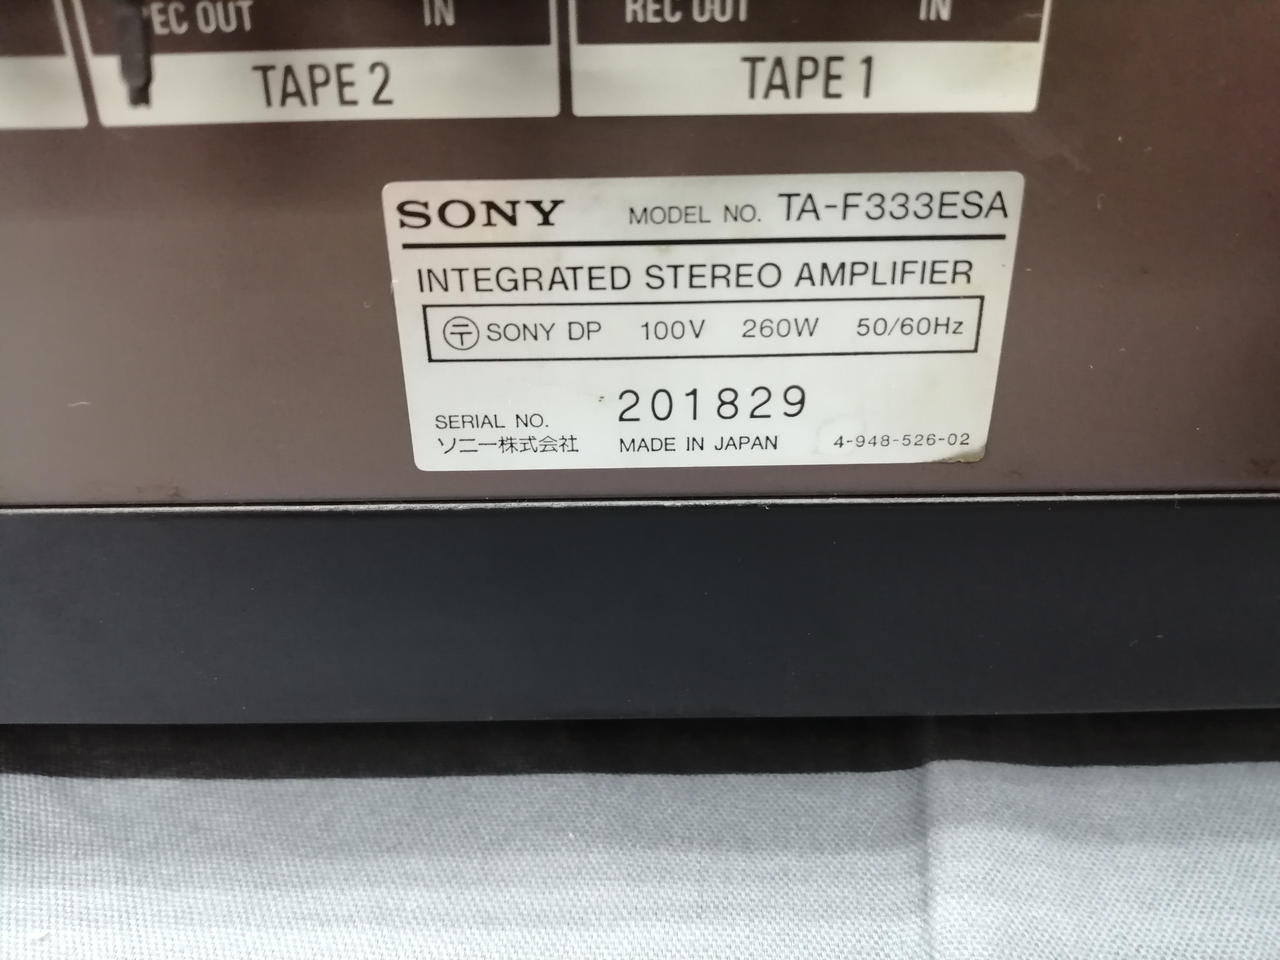 REC OUT IN REC OUT IN
TAPE 2 TAPE 1
SONY MODEL NO. TA-F333ESA
INTEGRATED STEREO AMPLIFIER
〶 SONY DP 100V 260W 50/60Hz
SERIAL NO. 201829
ソニー株式会社 MADE IN JAPAN 4-948-526-02